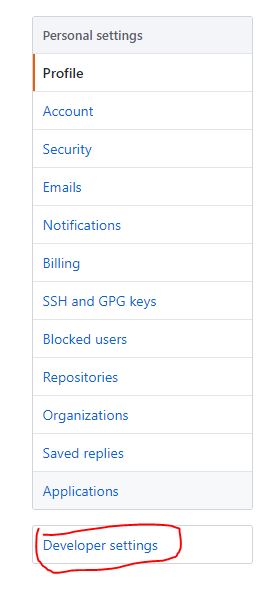 Personal settings
Profile
Account
Security
Emails
Notifications
Billing
SSH and GPG keys
Blocked users
Repositories
Organizations
Saved replies
Applications
Developer settings